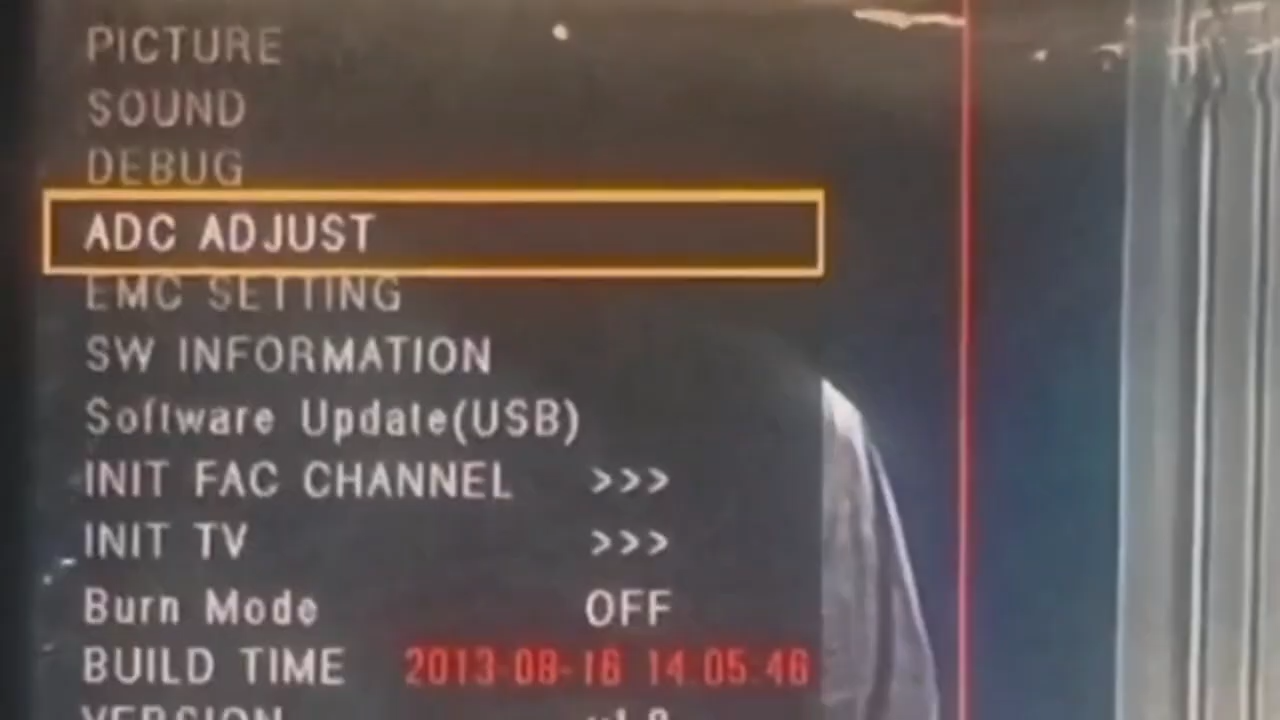 PICTURE
SOUND
DEBUG
ADC ADJUST
EMC SETTING
SW INFORMATION
Software Update(USB)
INIT FAC CHANNEL >>>
INIT TV >>>
Burn Mode OFF
BUILD TIME 2013-08-16 14:05:46
VERSION